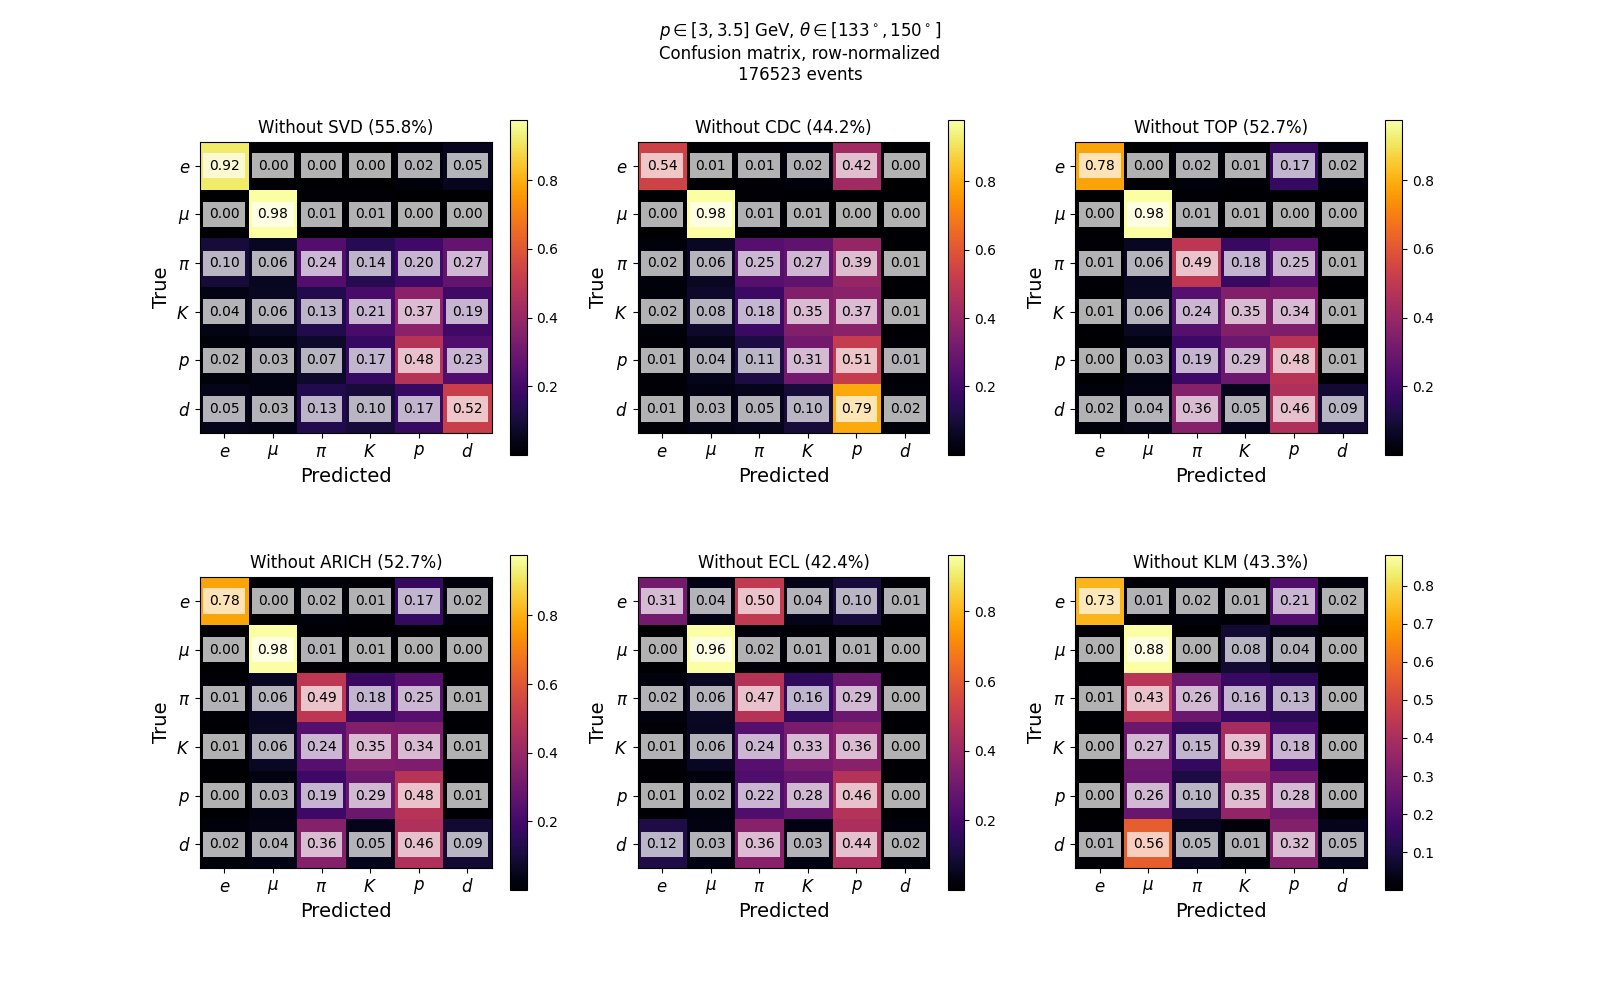 p ∈ [3, 3.5] GeV, θ ∈ [133°, 150°]
Confusion matrix, row-normalized
176523 events
Without SVD (55.8%)
True
e 0.92 0.00 0.00 0.00 0.02 0.05
μ 0.00 0.98 0.01 0.01 0.00 0.00
π 0.10 0.06 0.24 0.14 0.20 0.27
K 0.04 0.06 0.13 0.21 0.37 0.19
p 0.02 0.03 0.07 0.17 0.48 0.23
d 0.05 0.03 0.13 0.10 0.17 0.52
e μ π K p d
Predicted
0.8
0.6
0.4
0.2
Without CDC (44.2%)
True
e 0.54 0.01 0.01 0.02 0.42 0.00
μ 0.00 0.98 0.01 0.01 0.00 0.00
π 0.02 0.06 0.25 0.27 0.39 0.01
K 0.02 0.08 0.18 0.35 0.37 0.01
p 0.01 0.04 0.11 0.31 0.51 0.01
d 0.01 0.03 0.05 0.10 0.79 0.02
e μ π K p d
Predicted
0.8
0.6
0.4
0.2
Without TOP (52.7%)
True
e 0.78 0.00 0.02 0.01 0.17 0.02
μ 0.00 0.98 0.01 0.01 0.00 0.00
π 0.01 0.06 0.49 0.18 0.25 0.01
K 0.01 0.06 0.24 0.35 0.34 0.01
p 0.00 0.03 0.19 0.29 0.48 0.01
d 0.02 0.04 0.36 0.05 0.46 0.09
e μ π K p d
Predicted
0.8
0.6
0.4
0.2
Without ARICH (52.7%)
True
e 0.78 0.00 0.02 0.01 0.17 0.02
μ 0.00 0.98 0.01 0.01 0.00 0.00
π 0.01 0.06 0.49 0.18 0.25 0.01
K 0.01 0.06 0.24 0.35 0.34 0.01
p 0.00 0.03 0.19 0.29 0.48 0.01
d 0.02 0.04 0.36 0.05 0.46 0.09
e μ π K p d
Predicted
0.8
0.6
0.4
0.2
Without ECL (42.4%)
True
e 0.31 0.04 0.50 0.04 0.10 0.01
μ 0.00 0.96 0.02 0.01 0.01 0.00
π 0.02 0.06 0.47 0.16 0.29 0.00
K 0.01 0.06 0.24 0.33 0.36 0.00
p 0.01 0.02 0.22 0.28 0.46 0.00
d 0.12 0.03 0.36 0.03 0.44 0.02
e μ π K p d
Predicted
0.8
0.6
0.4
0.2
Without KLM (43.3%)
True
e 0.73 0.01 0.02 0.01 0.21 0.02
μ 0.00 0.88 0.00 0.08 0.04 0.00
π 0.01 0.43 0.26 0.16 0.13 0.00
K 0.00 0.27 0.15 0.39 0.18 0.00
p 0.00 0.26 0.10 0.35 0.28 0.00
d 0.01 0.56 0.05 0.01 0.32 0.05
e μ π K p d
Predicted
0.8
0.7
0.6
0.5
0.4
0.3
0.2
0.1